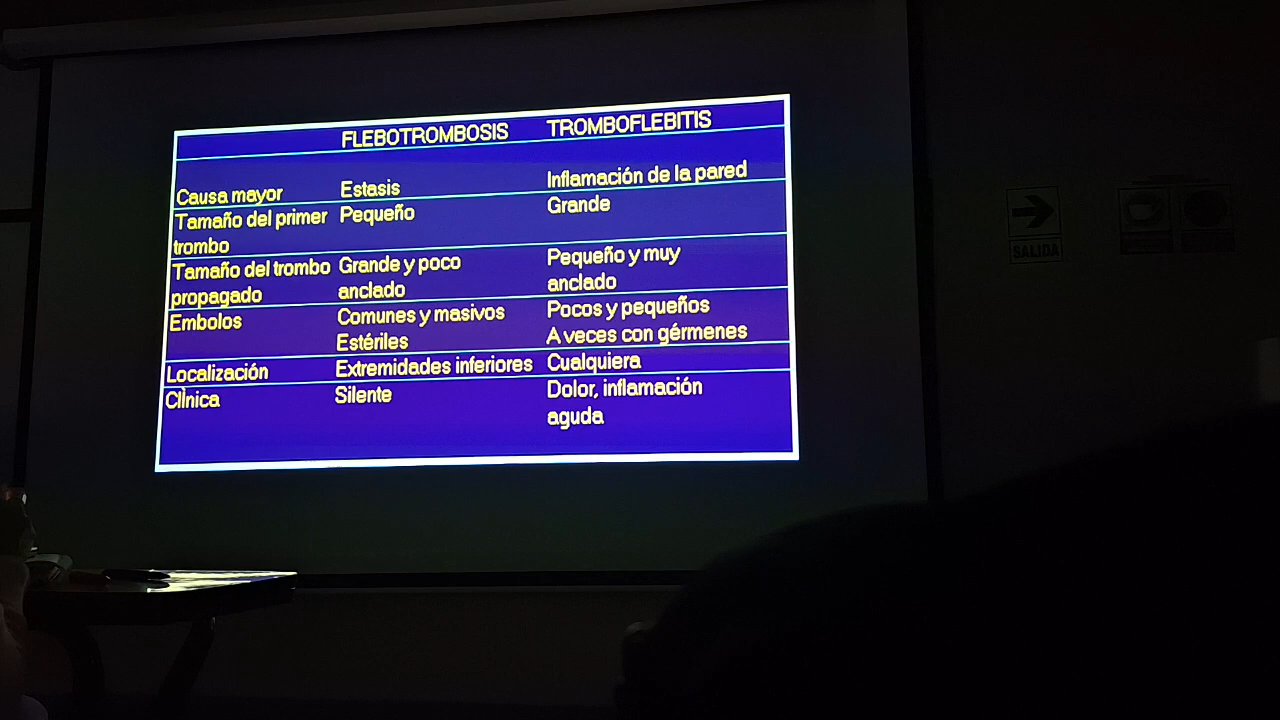 FLEBOTROMBOSIS TROMBOFLEBITIS
Causa mayor Estasis Inflamación de la pared
Tamaño del primer Pequeño Grande
trombo
Tamaño del trombo Grande y poco Pequeño y muy
propagado anclado anclado
Embolos Comunes y masivos Pocos y pequeños
Estériles A veces con gérmenes
Localización Extremidades inferiores Cualquiera
Clìnica Silente Dolor, inflamación
aguda
SALIDA